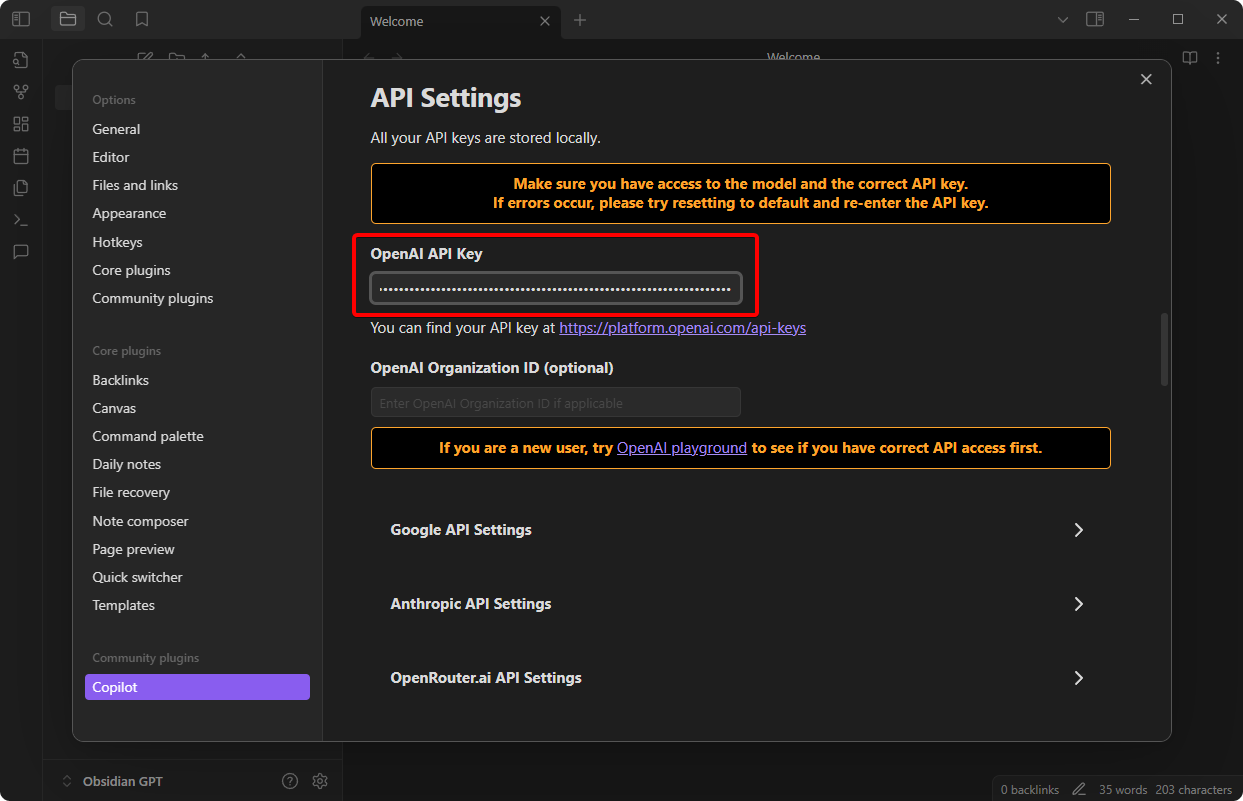 Welcome
Welcome
Options
General
Editor
Files and links
Appearance
Hotkeys
Core plugins
Community plugins
Core plugins
Backlinks
Canvas
Command palette
Daily notes
File recovery
Note composer
Page preview
Quick switcher
Templates
Community plugins
Copilot
API Settings
All your API keys are stored locally.
Make sure you have access to the model and the correct API key.
If errors occur, please try resetting to default and re-enter the API key.
OpenAI API Key
You can find your API key at https://platform.openai.com/api-keys
OpenAI Organization ID (optional)
Enter OpenAI Organization ID if applicable
If you are a new user, try OpenAI playground to see if you have correct API access first.
Google API Settings
Anthropic API Settings
OpenRouter.ai API Settings
Obsidian GPT
0 backlinks
35 words 203 characters